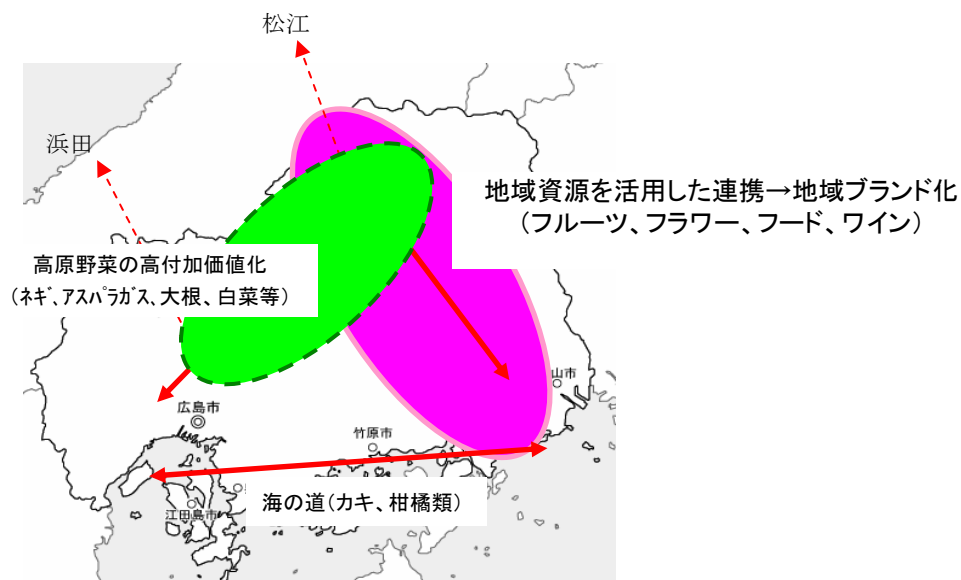 松江
浜田
地域資源を活用した連携→地域ブランド化
（フルーツ、フラワー、フード、ワイン）
高原野菜の高付加価値化
（ネギ、アスパラガス、大根、白菜等）
山市
広島市
竹原市
海の道（カキ、柑橘類）
江田島市